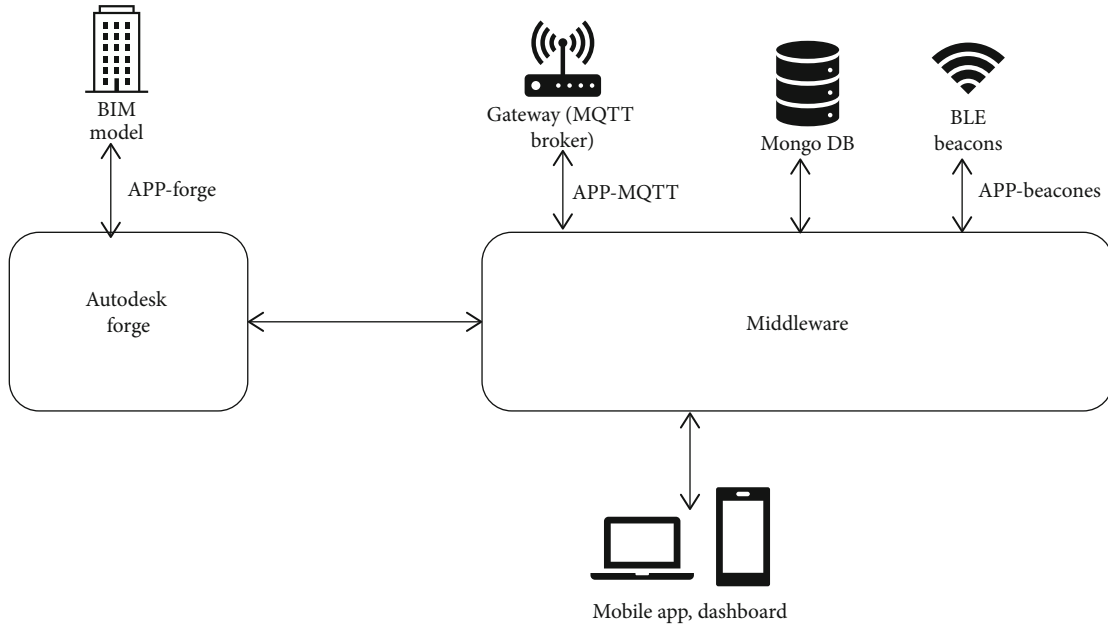 BIM
model
APP-forge
Gateway (MQTT
broker)
APP-MQTT
Mongo DB
BLE
beacons
APP-beacones
Autodesk
forge
Middleware
Mobile app, dashboard